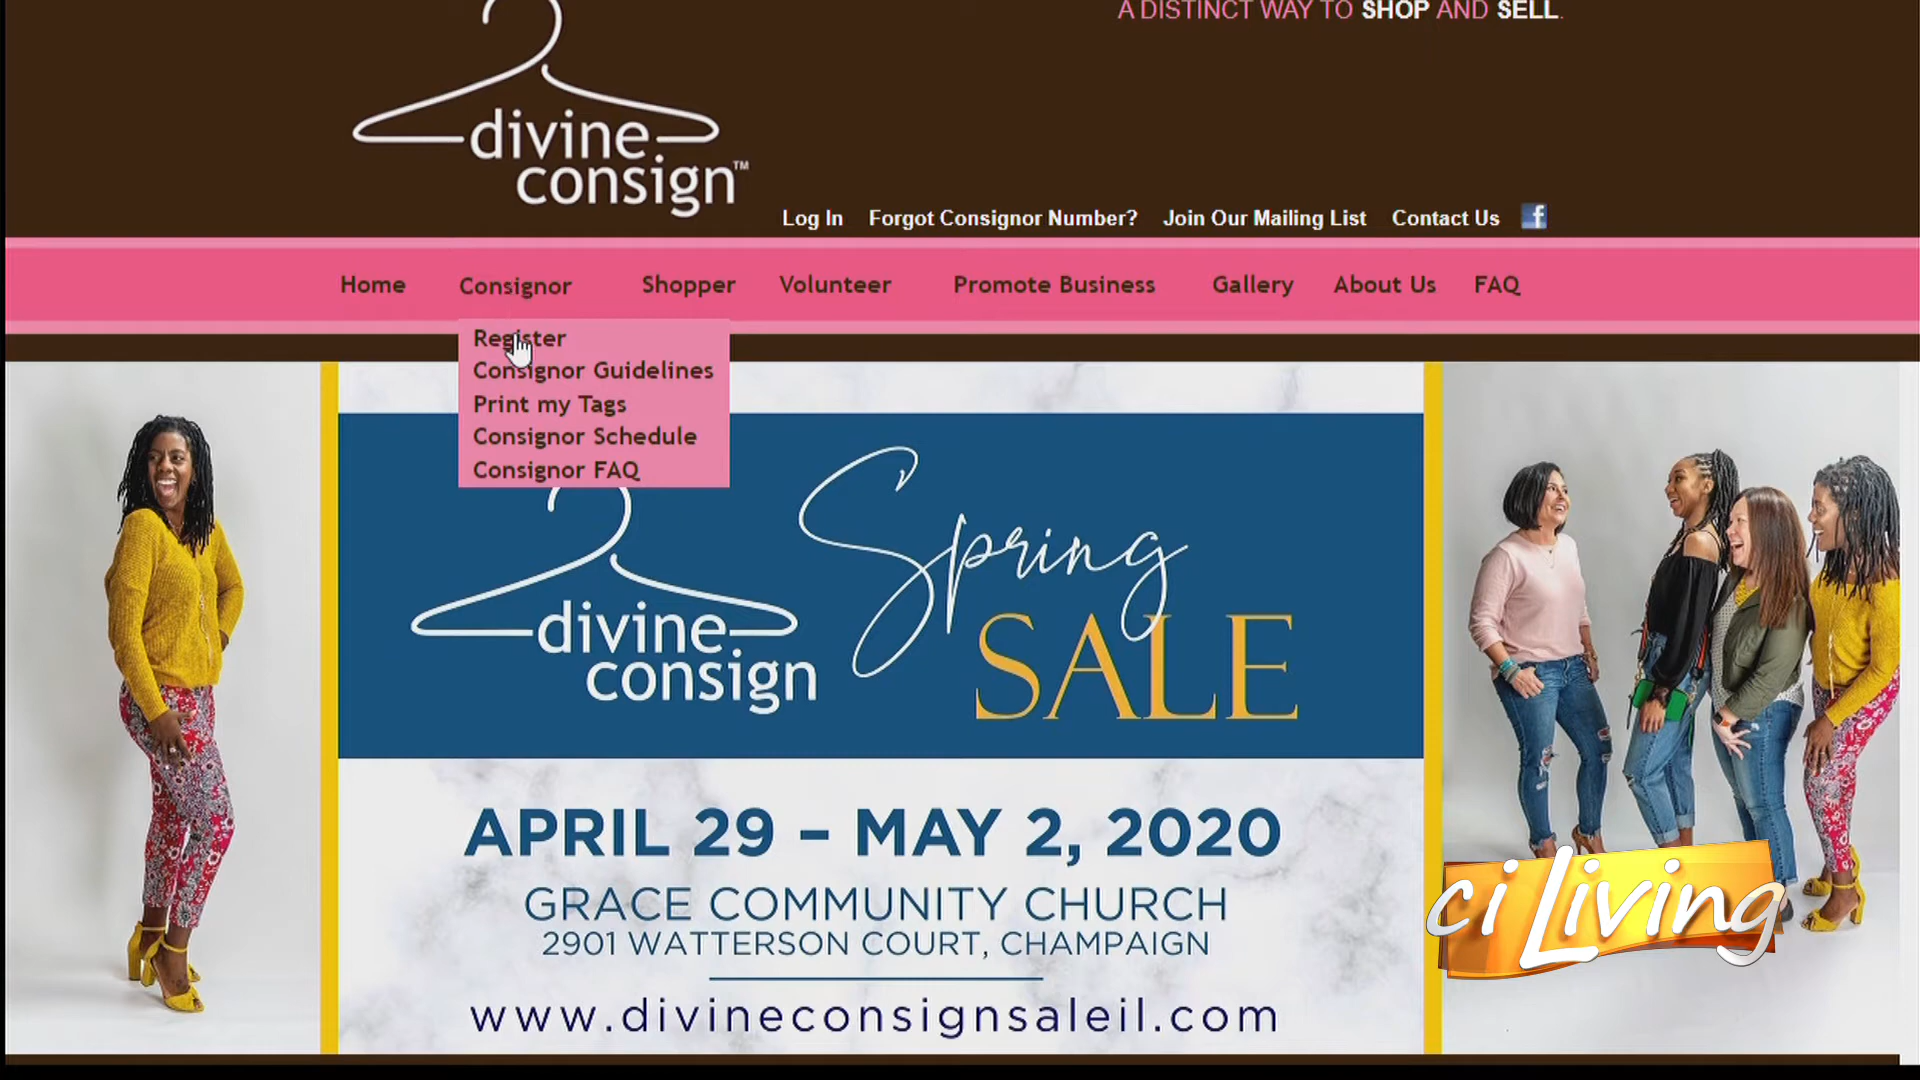 A DISTINCT WAY TO SHOP AND SELL.
divine
consign™
Log In Forgot Consignor Number? Join Our Mailing List Contact Us f
Home Consignor Shopper Volunteer Promote Business Gallery About Us FAQ
Register
Consignor Guidelines
Print my Tags
Consignor Schedule
Consignor FAQ
divine
consign
Spring
SALE
APRIL 29 – MAY 2, 2020
GRACE COMMUNITY CHURCH
2901 WATTERSON COURT, CHAMPAIGN
www.divineconsignsaleil.com
ci Living